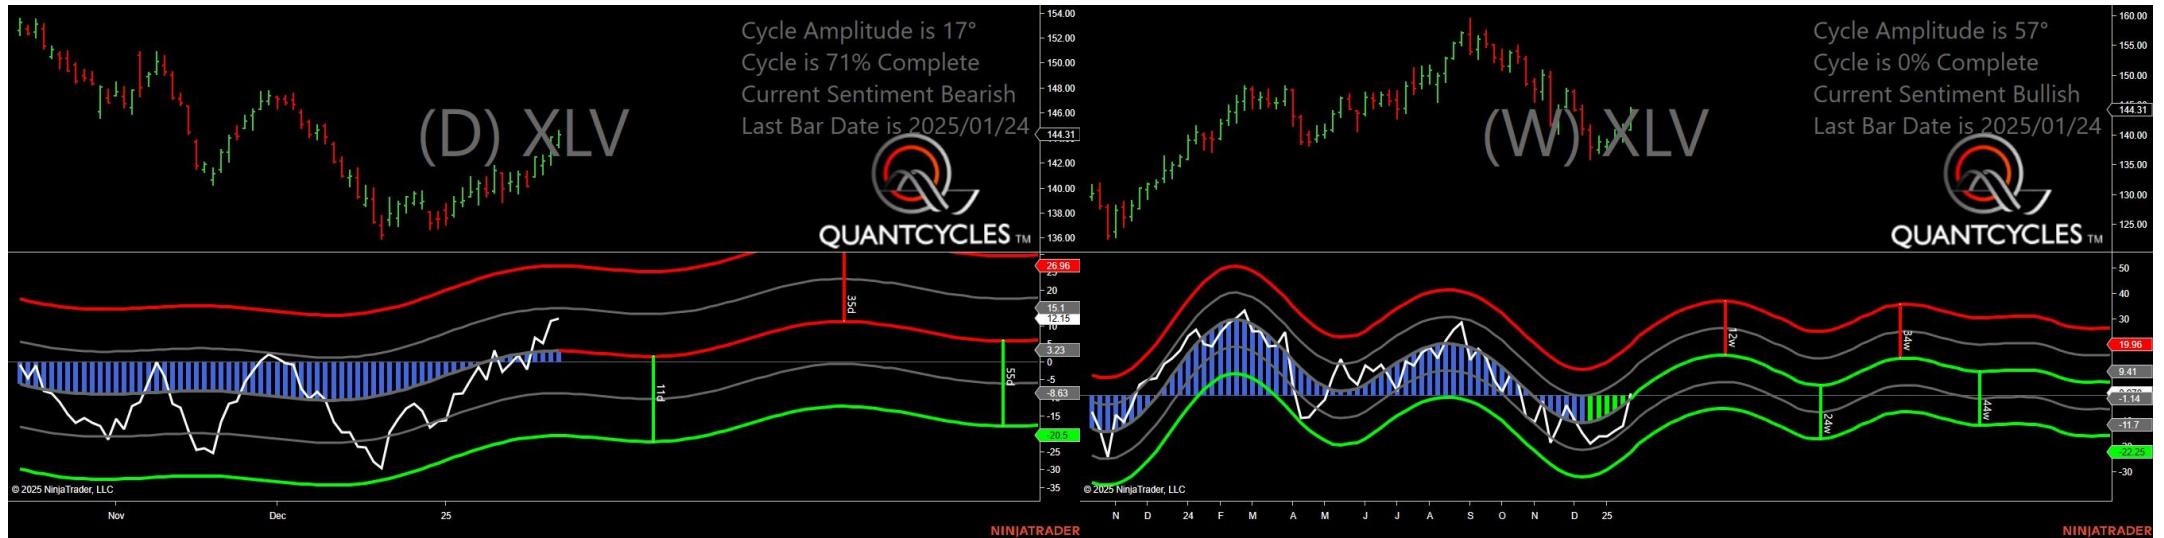 Cycle Amplitude is 17°
Cycle is 71% Complete
Current Sentiment Bearish
Last Bar Date is 2025/01/24
(D) XLV
QUANTCYCLES TM
154.00
152.00
150.00
148.00
146.00
144.31
142.00
140.00
138.00
136.00
26.96
20
15.1
12.15
10
3.23
0
-5
-8.63
-15
-20.5
-25
-30
-35
35d
11d
55d
© 2025 NinjaTrader, LLC
Nov
Dec
25
NINJATRADER
Cycle Amplitude is 57°
Cycle is 0% Complete
Current Sentiment Bullish
Last Bar Date is 2025/01/24
(W) XLV
QUANTCYCLES TM
160.00
155.00
150.00
144.31
140.00
135.00
130.00
125.00
50
40
30
19.96
9.41
-1.14
-11.7
-22.25
-30
12w
34w
24w
44w
© 2025 NinjaTrader, LLC
N D 24 F M A M J J A S O N D 25
NINJATRADER